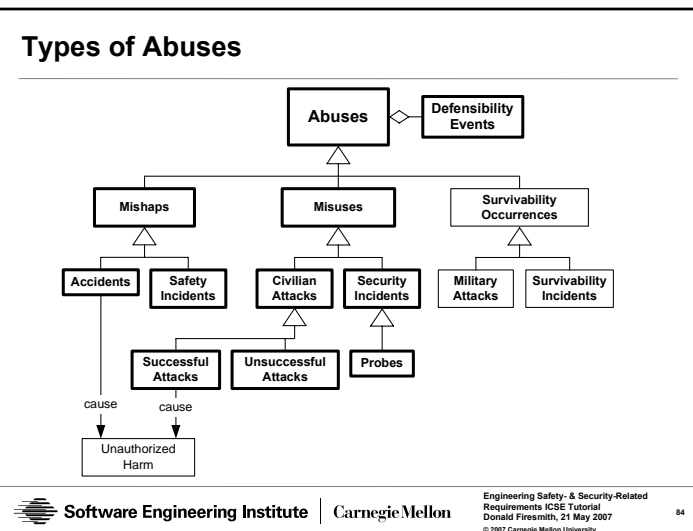 Types of Abuses
Abuses
Defensibility
Events
Mishaps
Misuses
Survivability
Occurrences
Accidents
Safety
Incidents
Civilian
Attacks
Security
Incidents
Military
Attacks
Survivability
Incidents
Successful
Attacks
Unsuccessful
Attacks
Probes
cause
cause
Unauthorized
Harm
Software Engineering Institute
Carnegie Mellon
Engineering Safety- & Security-Related
Requirements ICSE Tutorial
Donald Firesmith, 21 May 2007
© 2007 Carnegie Mellon University
84